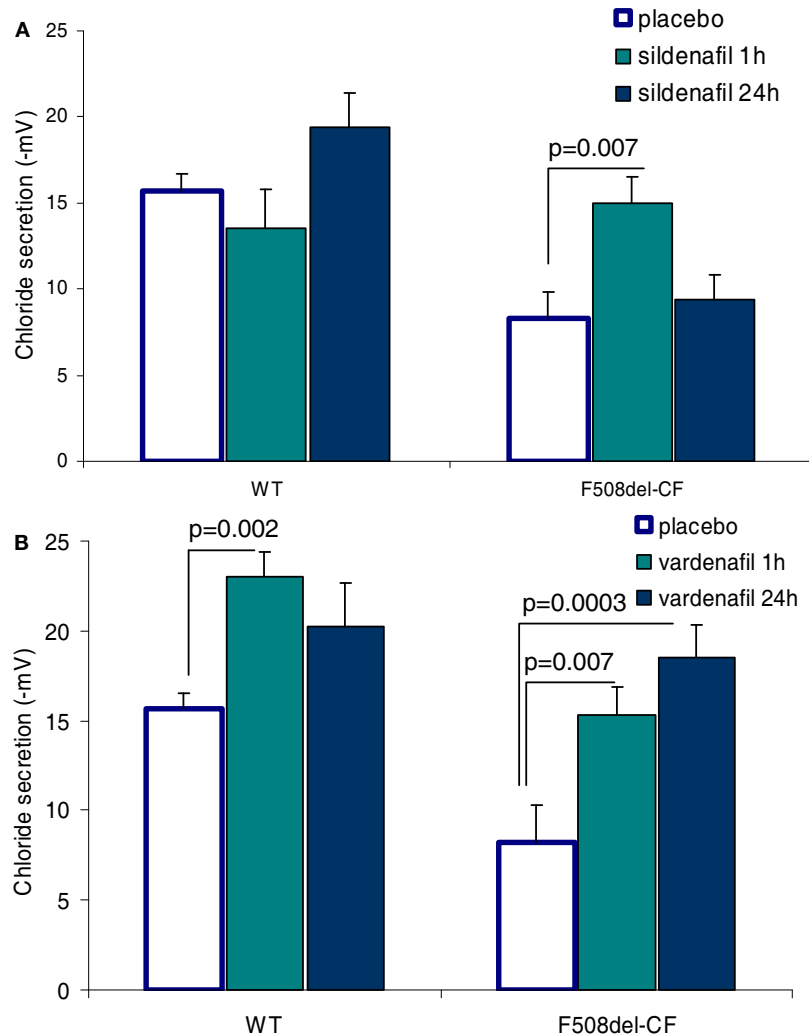 A
placebo
sildenafil 1h
sildenafil 24h
Chloride secretion (-mV)
25
20
15
10
5
0
p=0.007
WT
F508del-CF
B
placebo
vardenafil 1h
vardenafil 24h
Chloride secretion (-mV)
25
20
15
10
5
0
p=0.002
p=0.0003
p=0.007
WT
F508del-CF